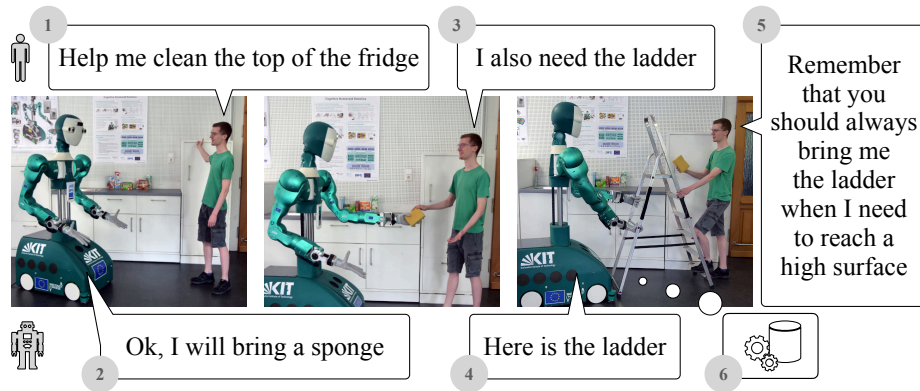 1
Help me clean the top of the fridge
3
I also need the ladder
5
Remember
that you
should always
bring me
the ladder
when I need
to reach a
high surface
KIT
KIT
KIT
2
Ok, I will bring a sponge
4
Here is the ladder
6